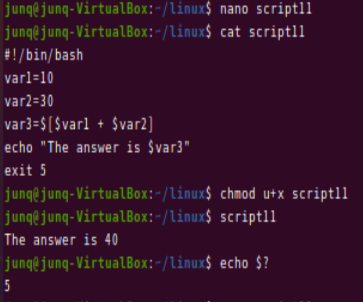 junq@junq-VirtualBox:~/linux$ nano script11
junq@junq-VirtualBox:~/linux$ cat script11
#!/bin/bash
var1=10
var2=30
var3=$[$var1 + $var2]
echo "The answer is $var3"
exit 5
junq@junq-VirtualBox:~/linux$ chmod u+x script11
junq@junq-VirtualBox:~/linux$ script11
The answer is 40
junq@junq-VirtualBox:~/linux$ echo $?
5